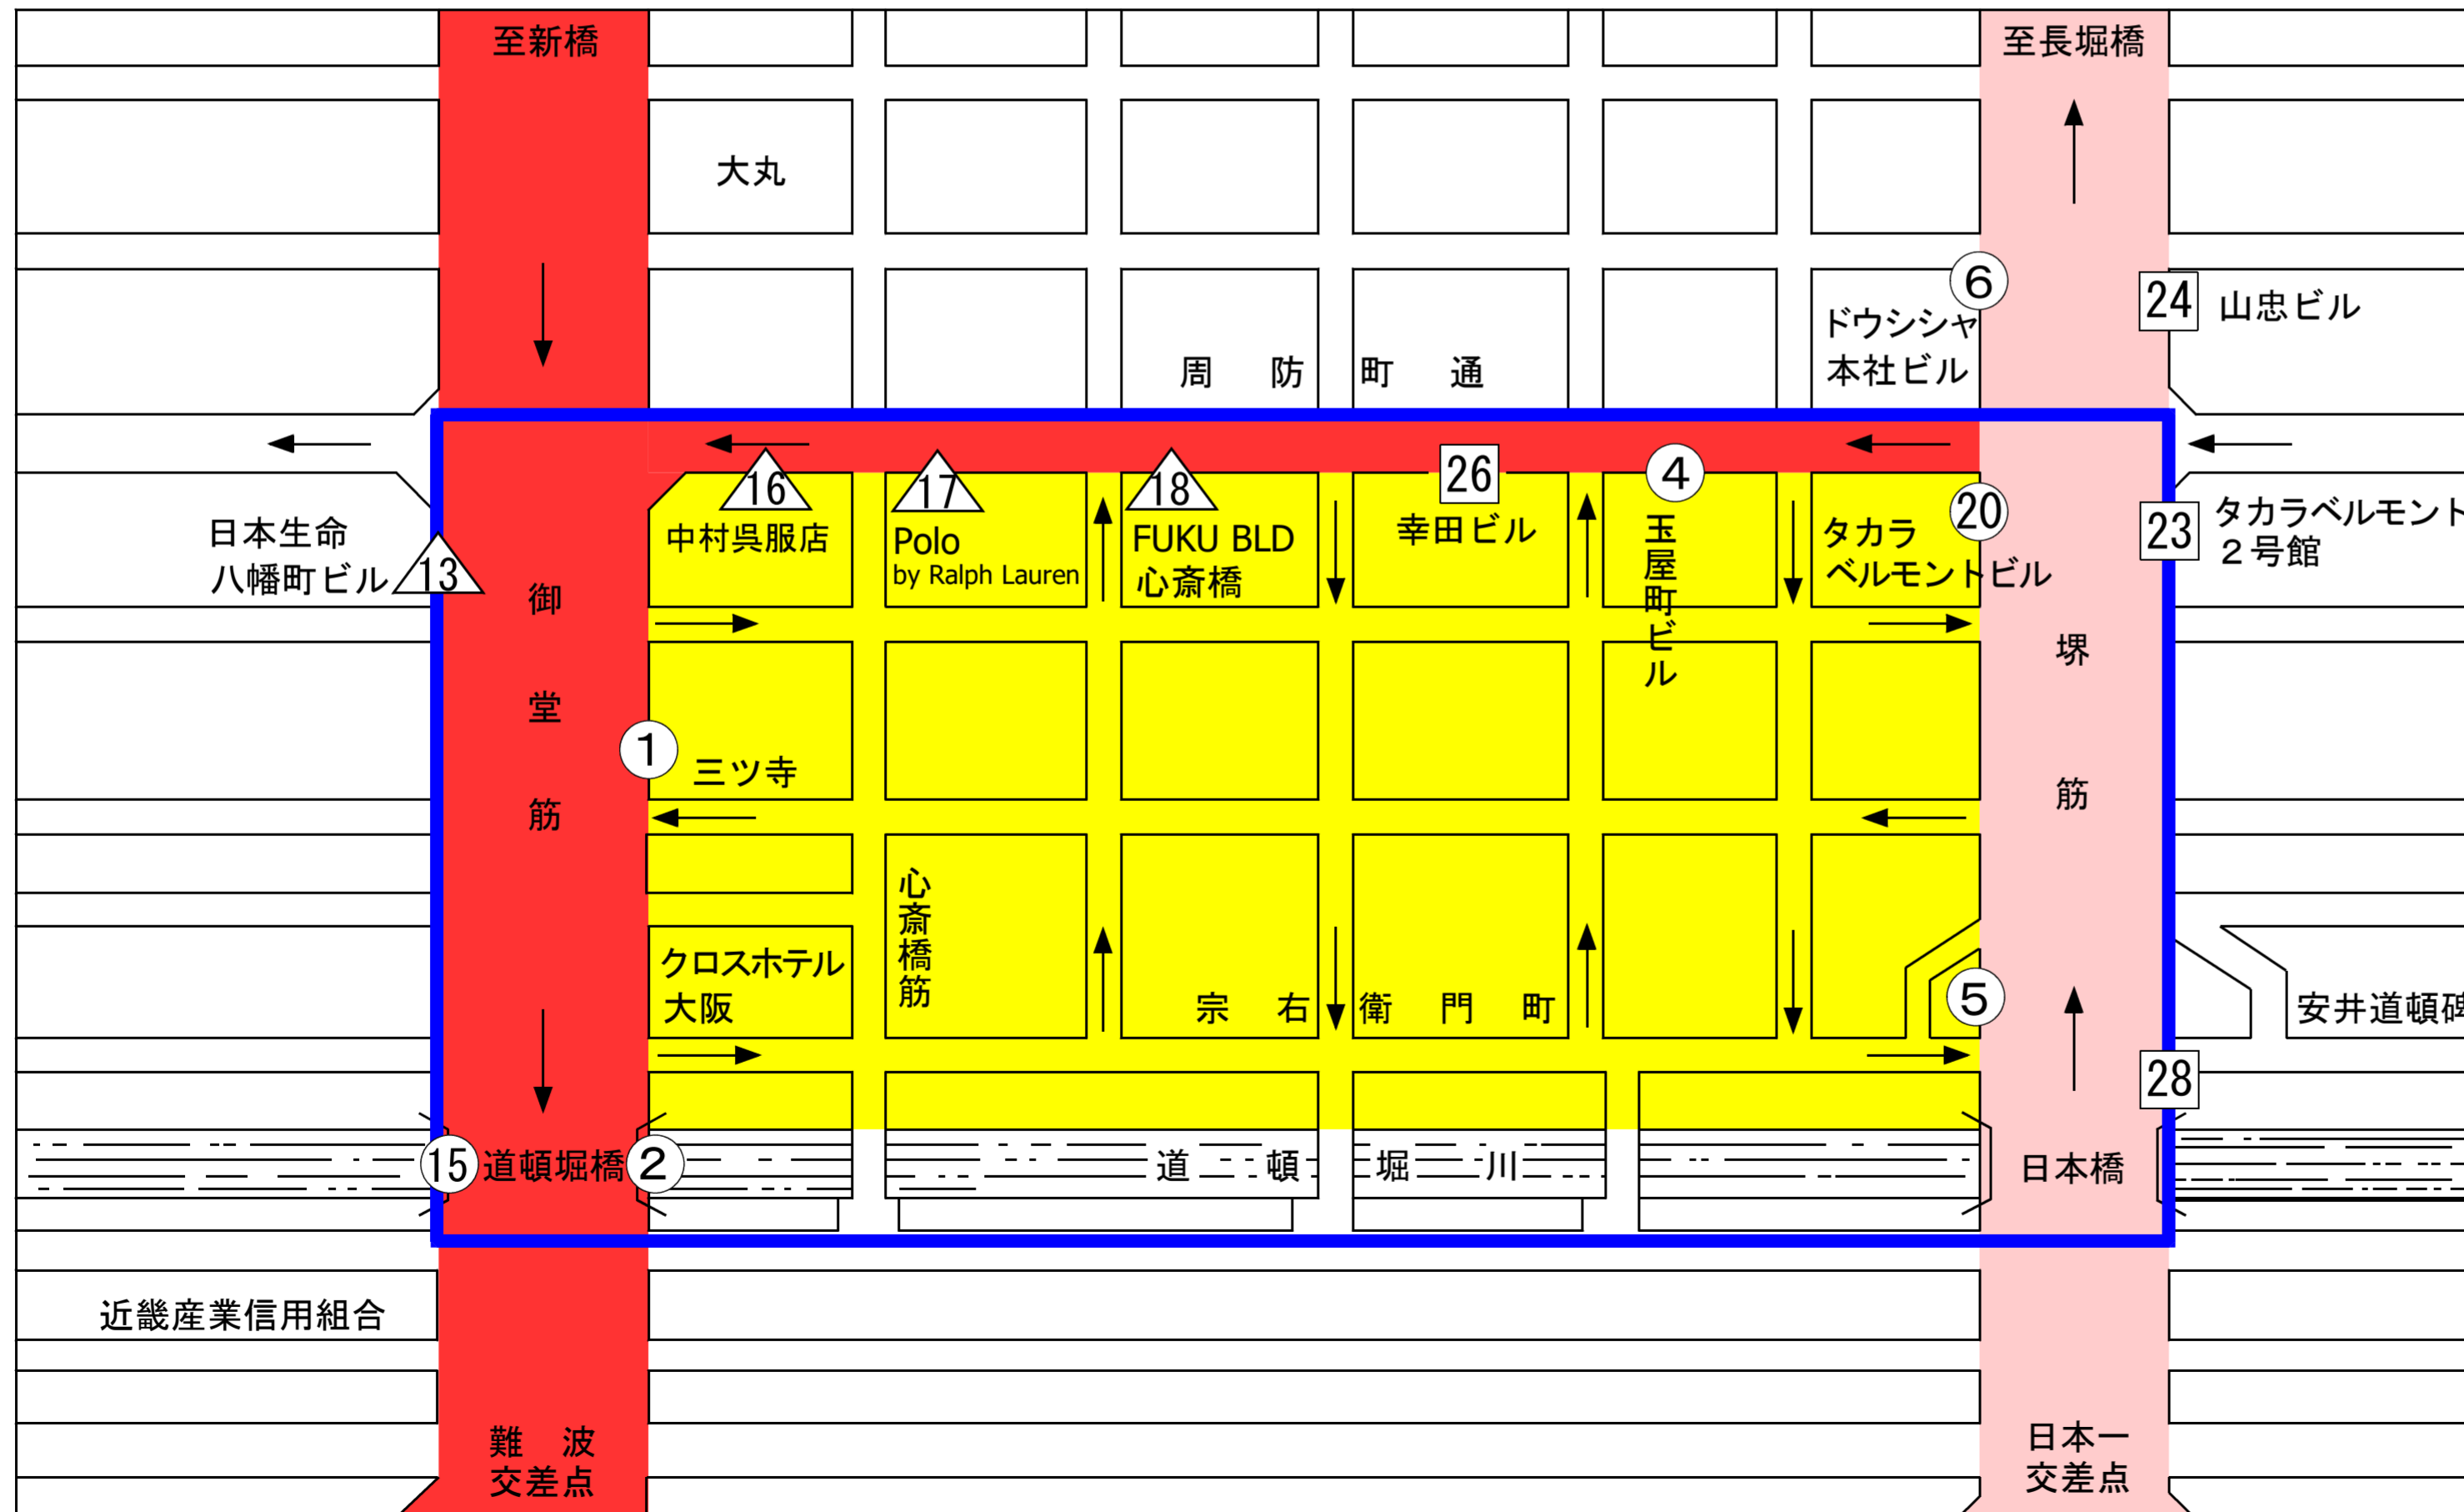 至新橋
至長堀橋
大丸
6
24
山忠ビル
ドウシシャ
本社ビル
周防町通
16
17
18
26
4
20
23
タカラベルモント
2号館
日本生命
八幡町ビル
13
中村呉服店
Polo
by Ralph Lauren
FUKU BLD
心斎橋
幸田ビル
玉屋町ビル
タカラ
ベルモントビル
御堂筋
堺筋
1
三ツ寺
心斎橋筋
クロスホテル
大阪
宗右衛門町
5
安井道頓碑
28
15
道頓堀橋
2
道頓堀川
日本橋
近畿産業信用組合
難波
交差点
日本一
交差点